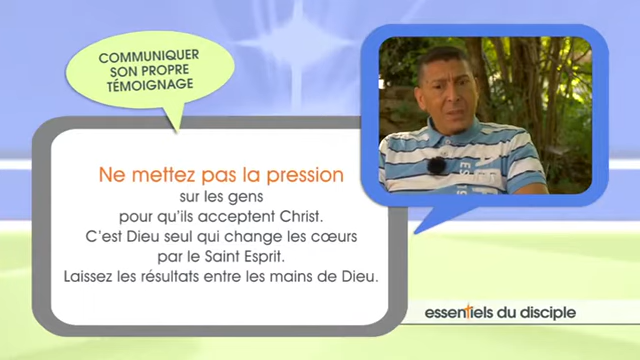 COMMUNIQUER
SON PROPRE
TÉMOIGNAGE
Ne mettez pas la pression
sur les gens
pour qu'ils acceptent Christ.
C'est Dieu seul qui change les cœurs
par le Saint Esprit.
Laissez les résultats entre les mains de Dieu.
essentiels du disciple